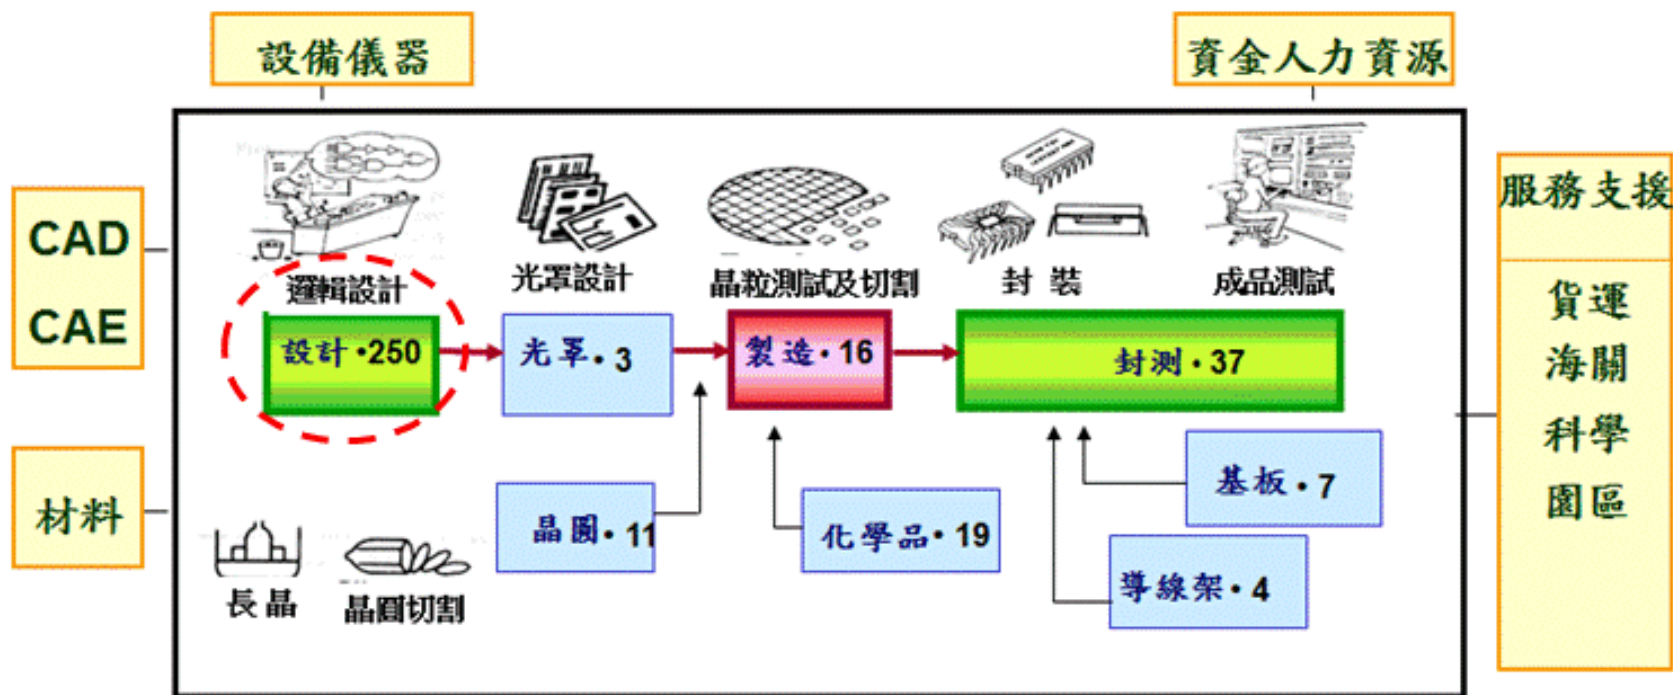 設備儀器
資金人力資源
CAD
CAE
材料
邏輯設計
光罩設計
晶粒測試及切割
封 裝
成品測試
設計・250
光罩・3
製造・16
封測・37
晶圓・11
化學品・19
基板・7
導線架・4
長晶
晶圓切割
服務支援
貨運
海關
科學
園區